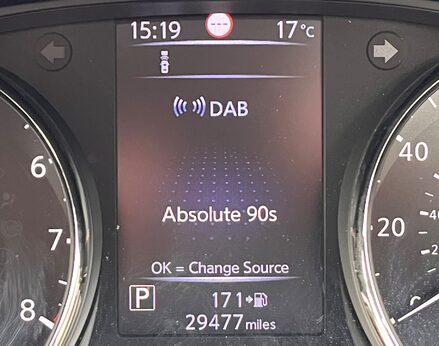 15:19 17°C
DAB
Absolute 90s
OK = Change Source
P 171
29477 miles
6
7
8
40
20